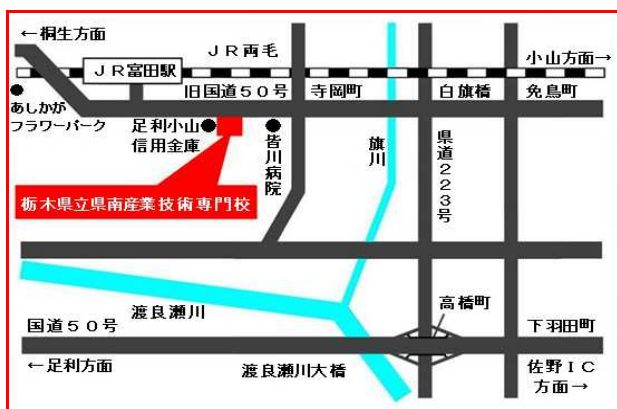 ←桐生方面
JR両毛
小山方面→
JR富田駅
旧国道50号
寺岡町
白旗橋
免鳥町
あしかが
フラワーパーク
足利小山
信用金庫
皆川病院
旗川
県道223号
栃木県立県南産業技術専門校
渡良瀬川
高橋町
国道50号
下羽田町
←足利方面
渡良瀬川大橋
佐野IC
方面→